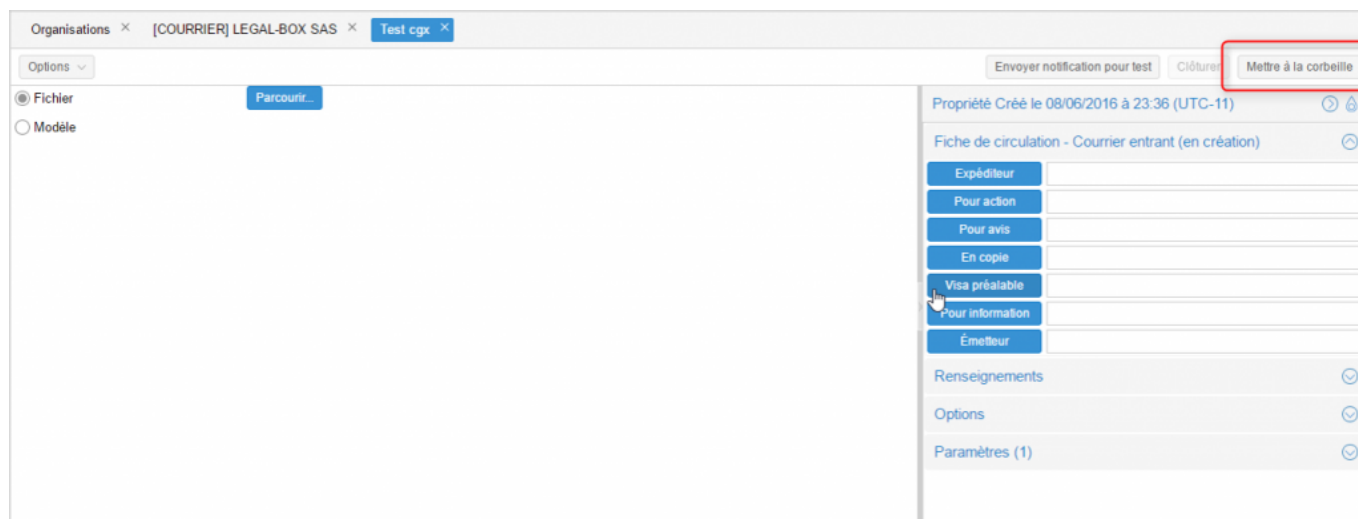 Organisations [COURRIER] LEGAL-BOX SAS Test cgx
Options Envoyer notification pour test Clôturer Mettre à la corbeille
Fichier Parcourir... Propriété Créé le 08/06/2016 à 23:36 (UTC-11)
Modèle Fiche de circulation - Courrier entrant (en création)
Expéditeur
Pour action
Pour avis
En copie
Visa préalable
Pour information
Émetteur
Renseignements
Options
Paramètres (1)